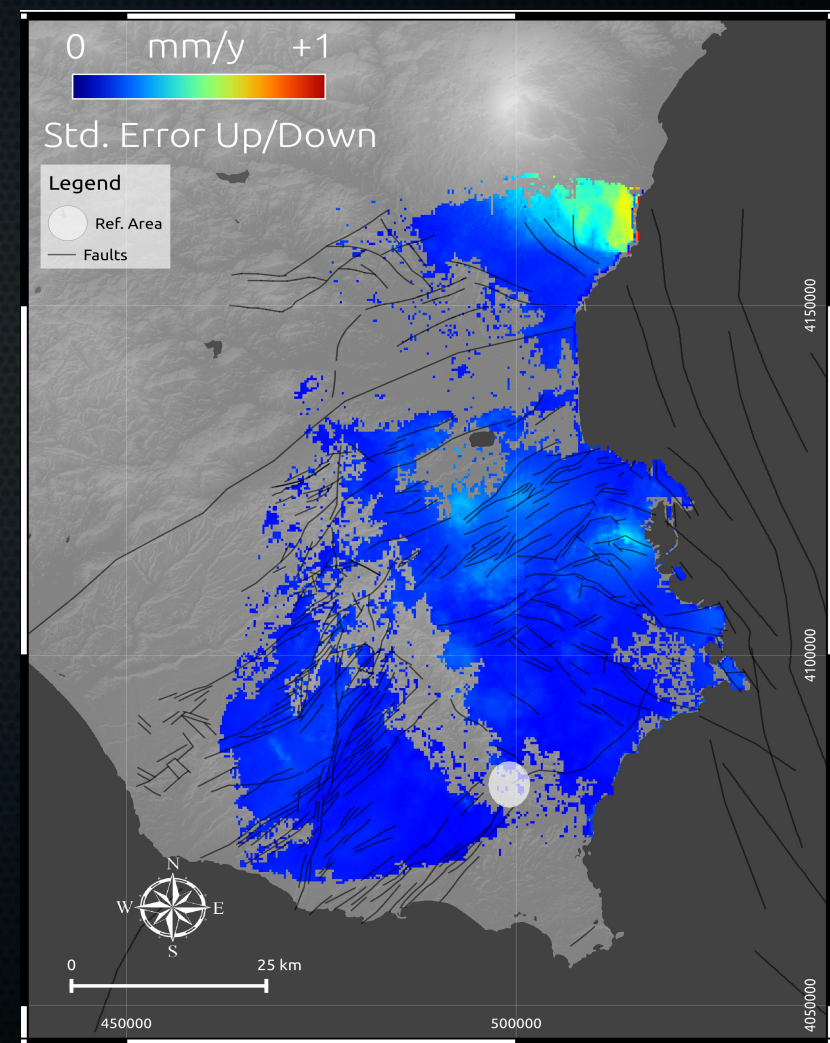 0 mm/y +1
Std. Error Up/Down
Legend
Ref. Area
Faults
4150000
4100000
N
W E
S
0 25 km
4050000
450000 500000